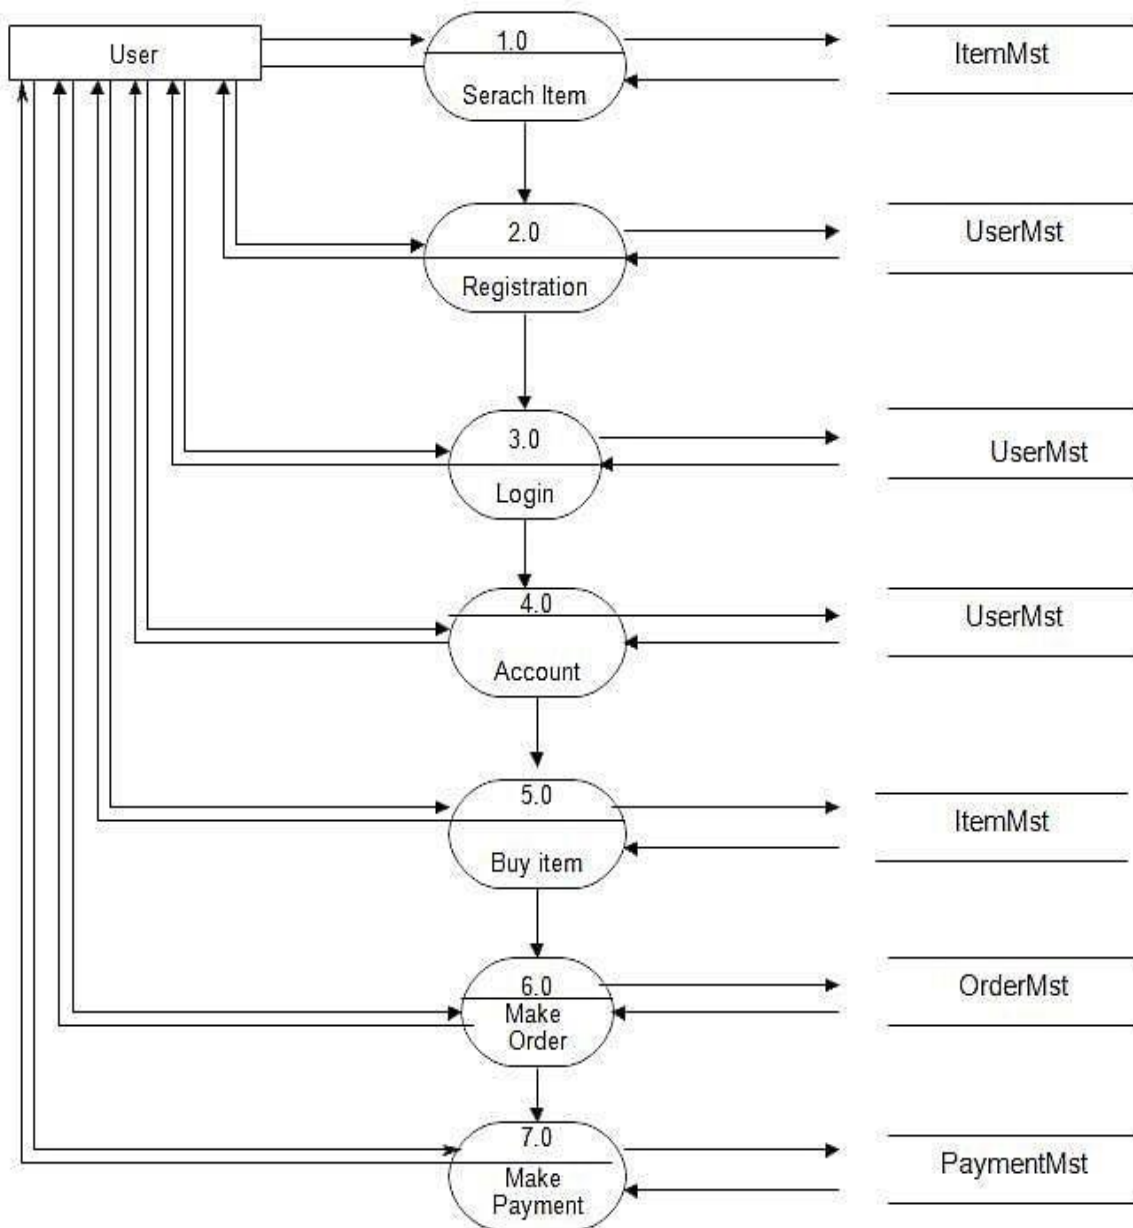 User
1.0
Serach Item
ItemMst
2.0
Registration
UserMst
3.0
Login
UserMst
4.0
Account
UserMst
5.0
Buy item
ItemMst
6.0
Make
Order
OrderMst
7.0
Make
Payment
PaymentMst